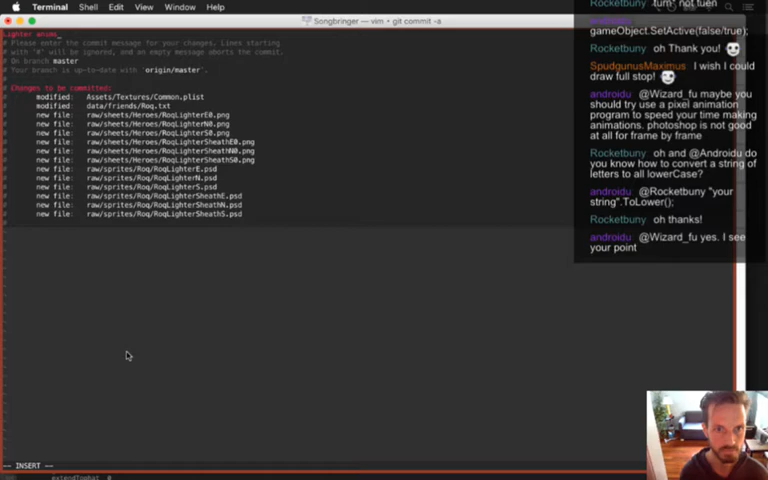 Terminal Shell Edit View Window Help
Songbringer — vim • git commit -a
Lighter anims
# Please enter the commit message for your changes. Lines starting
# with '#' will be ignored, and an empty message aborts the commit.
# On branch master
# Your branch is up-to-date with 'origin/master'.
#
# Changes to be committed:
# modified: Assets/Textures/Common.plist
# modified: data/friends/Roq.txt
# new file: raw/sheets/Heroes/RoqLighterE0.png
# new file: raw/sheets/Heroes/RoqLighterN0.png
# new file: raw/sheets/Heroes/RoqLighterS0.png
# new file: raw/sheets/Heroes/RoqLighterSheathE0.png
# new file: raw/sheets/Heroes/RoqLighterSheathN0.png
# new file: raw/sheets/Heroes/RoqLighterSheathS0.png
# new file: raw/sprites/Roq/RoqLighterE.psd
# new file: raw/sprites/Roq/RoqLighterN.psd
# new file: raw/sprites/Roq/RoqLighterS.psd
# new file: raw/sprites/Roq/RoqLighterSheathE.psd
# new file: raw/sprites/Roq/RoqLighterSheathN.psd
# new file: raw/sprites/Roq/RoqLighterSheathS.psd
#
-- INSERT --
Rocketbuny "turn" not tuen
gameObject.SetActive(false/true);
Rocketbuny oh Thank you!
SpudgunusMaximus I wish I could
draw full stop!
androidu @Wizard_fu maybe you
should try use a pixel animation
program to speed your time making
animations. photoshop is not good
at all for frame by frame
Rocketbuny oh and @Androidu do
you know how to convert a string of
letters to all lowerCase?
androidu @Rocketbuny "your
string".ToLower();
Rocketbuny oh thanks!
androidu @Wizard_fu yes. I see
your point